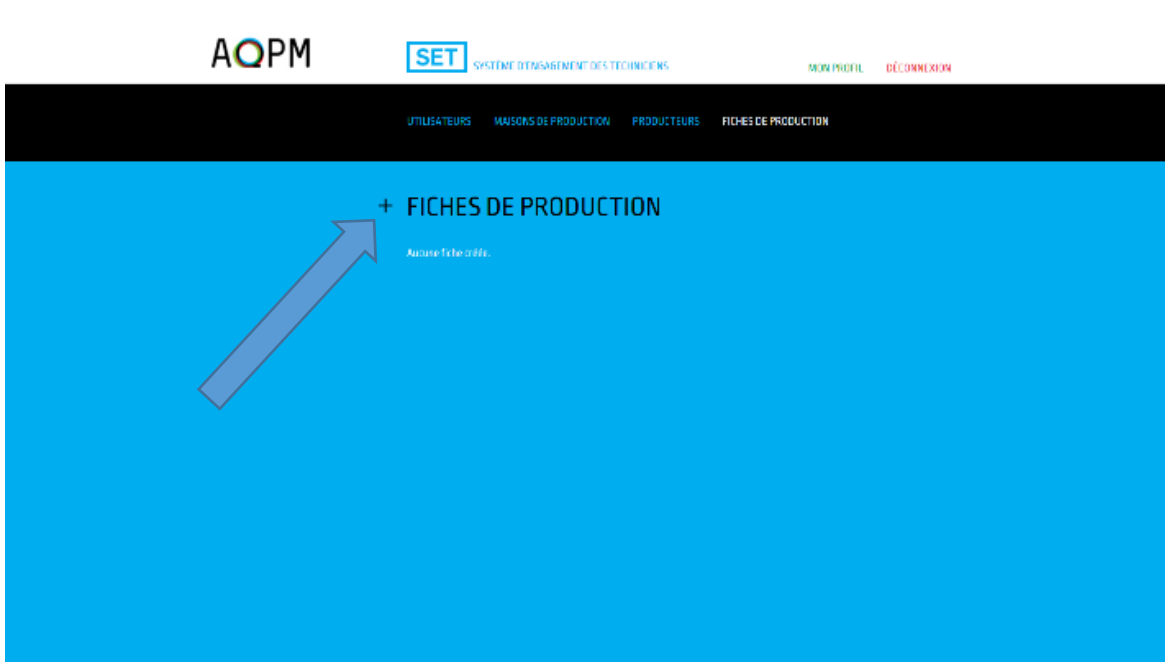 AQPM
SET SYSTÈME D'ENGAGEMENT DES TECHNICIENS
MON PROFIL DÉCONNEXION
UTILISATEURS MAISONS DE PRODUCTION PRODUCTEURS FICHES DE PRODUCTION
+ FICHES DE PRODUCTION
Aucune fiche créée.